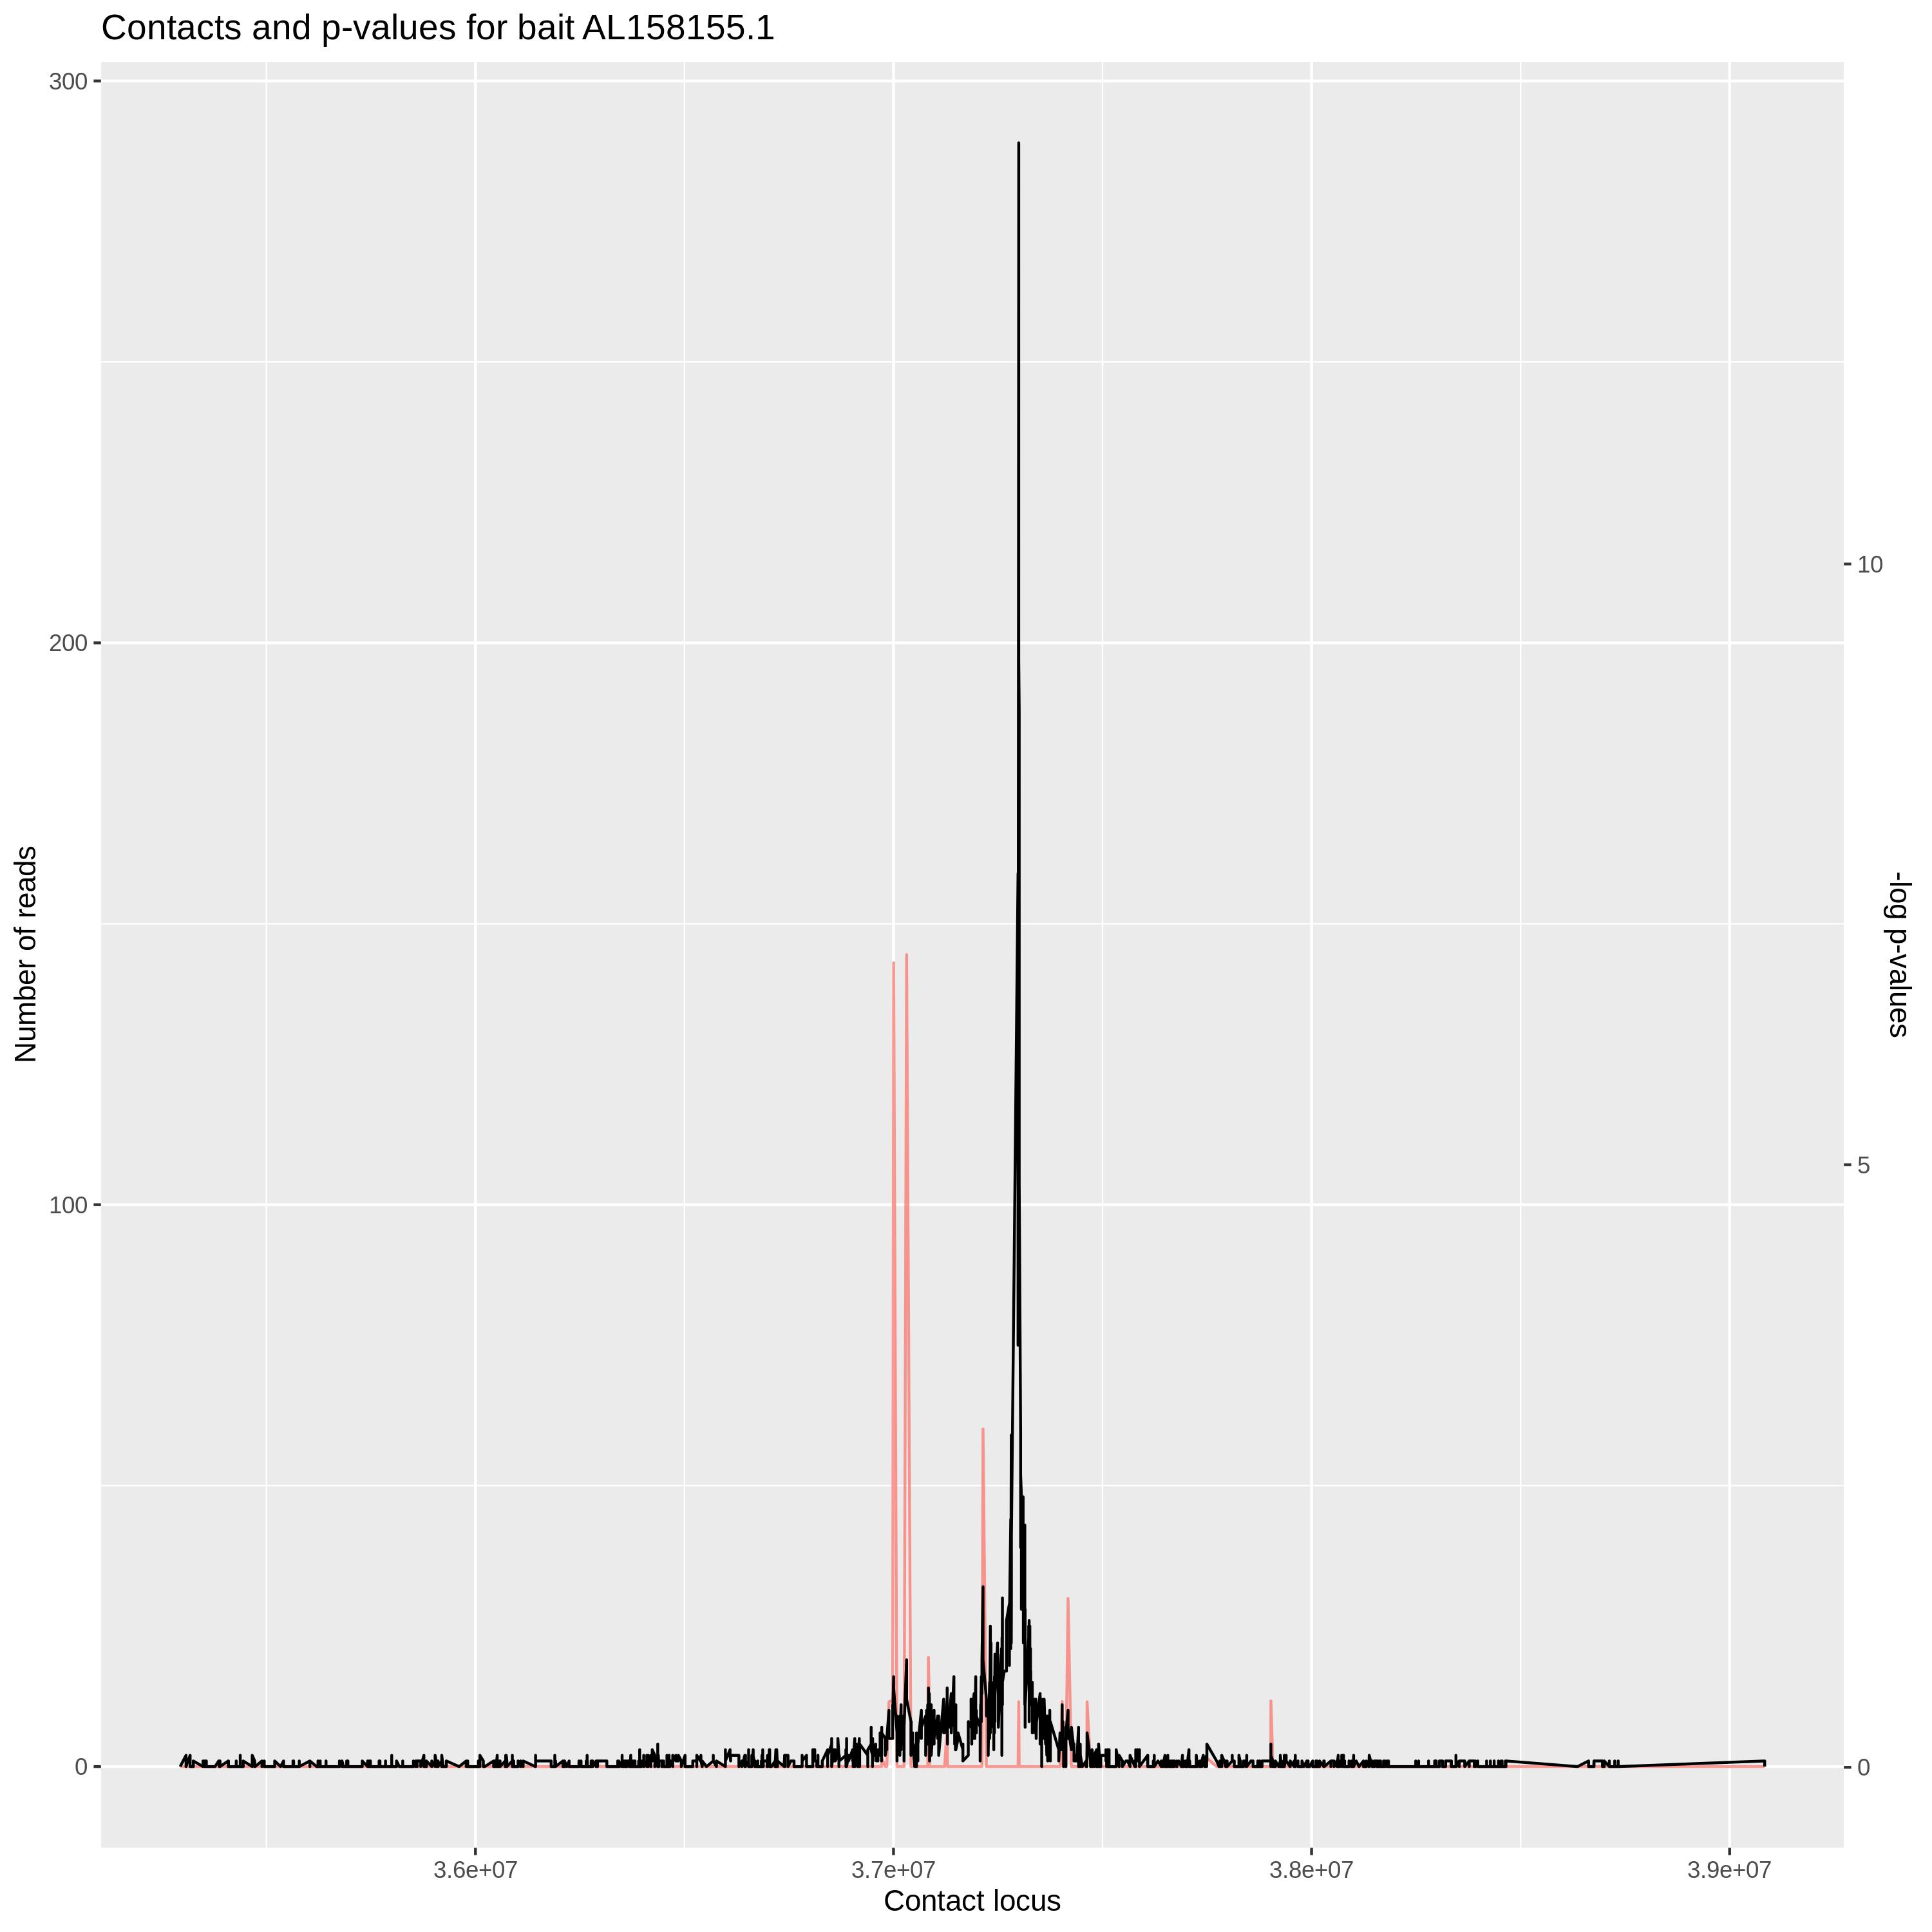 Contacts and p-values for bait AL158155.1
300
200
100
0
Number of reads
10
5
0
-log p-values
3.6e+07
3.7e+07
3.8e+07
3.9e+07
Contact locus